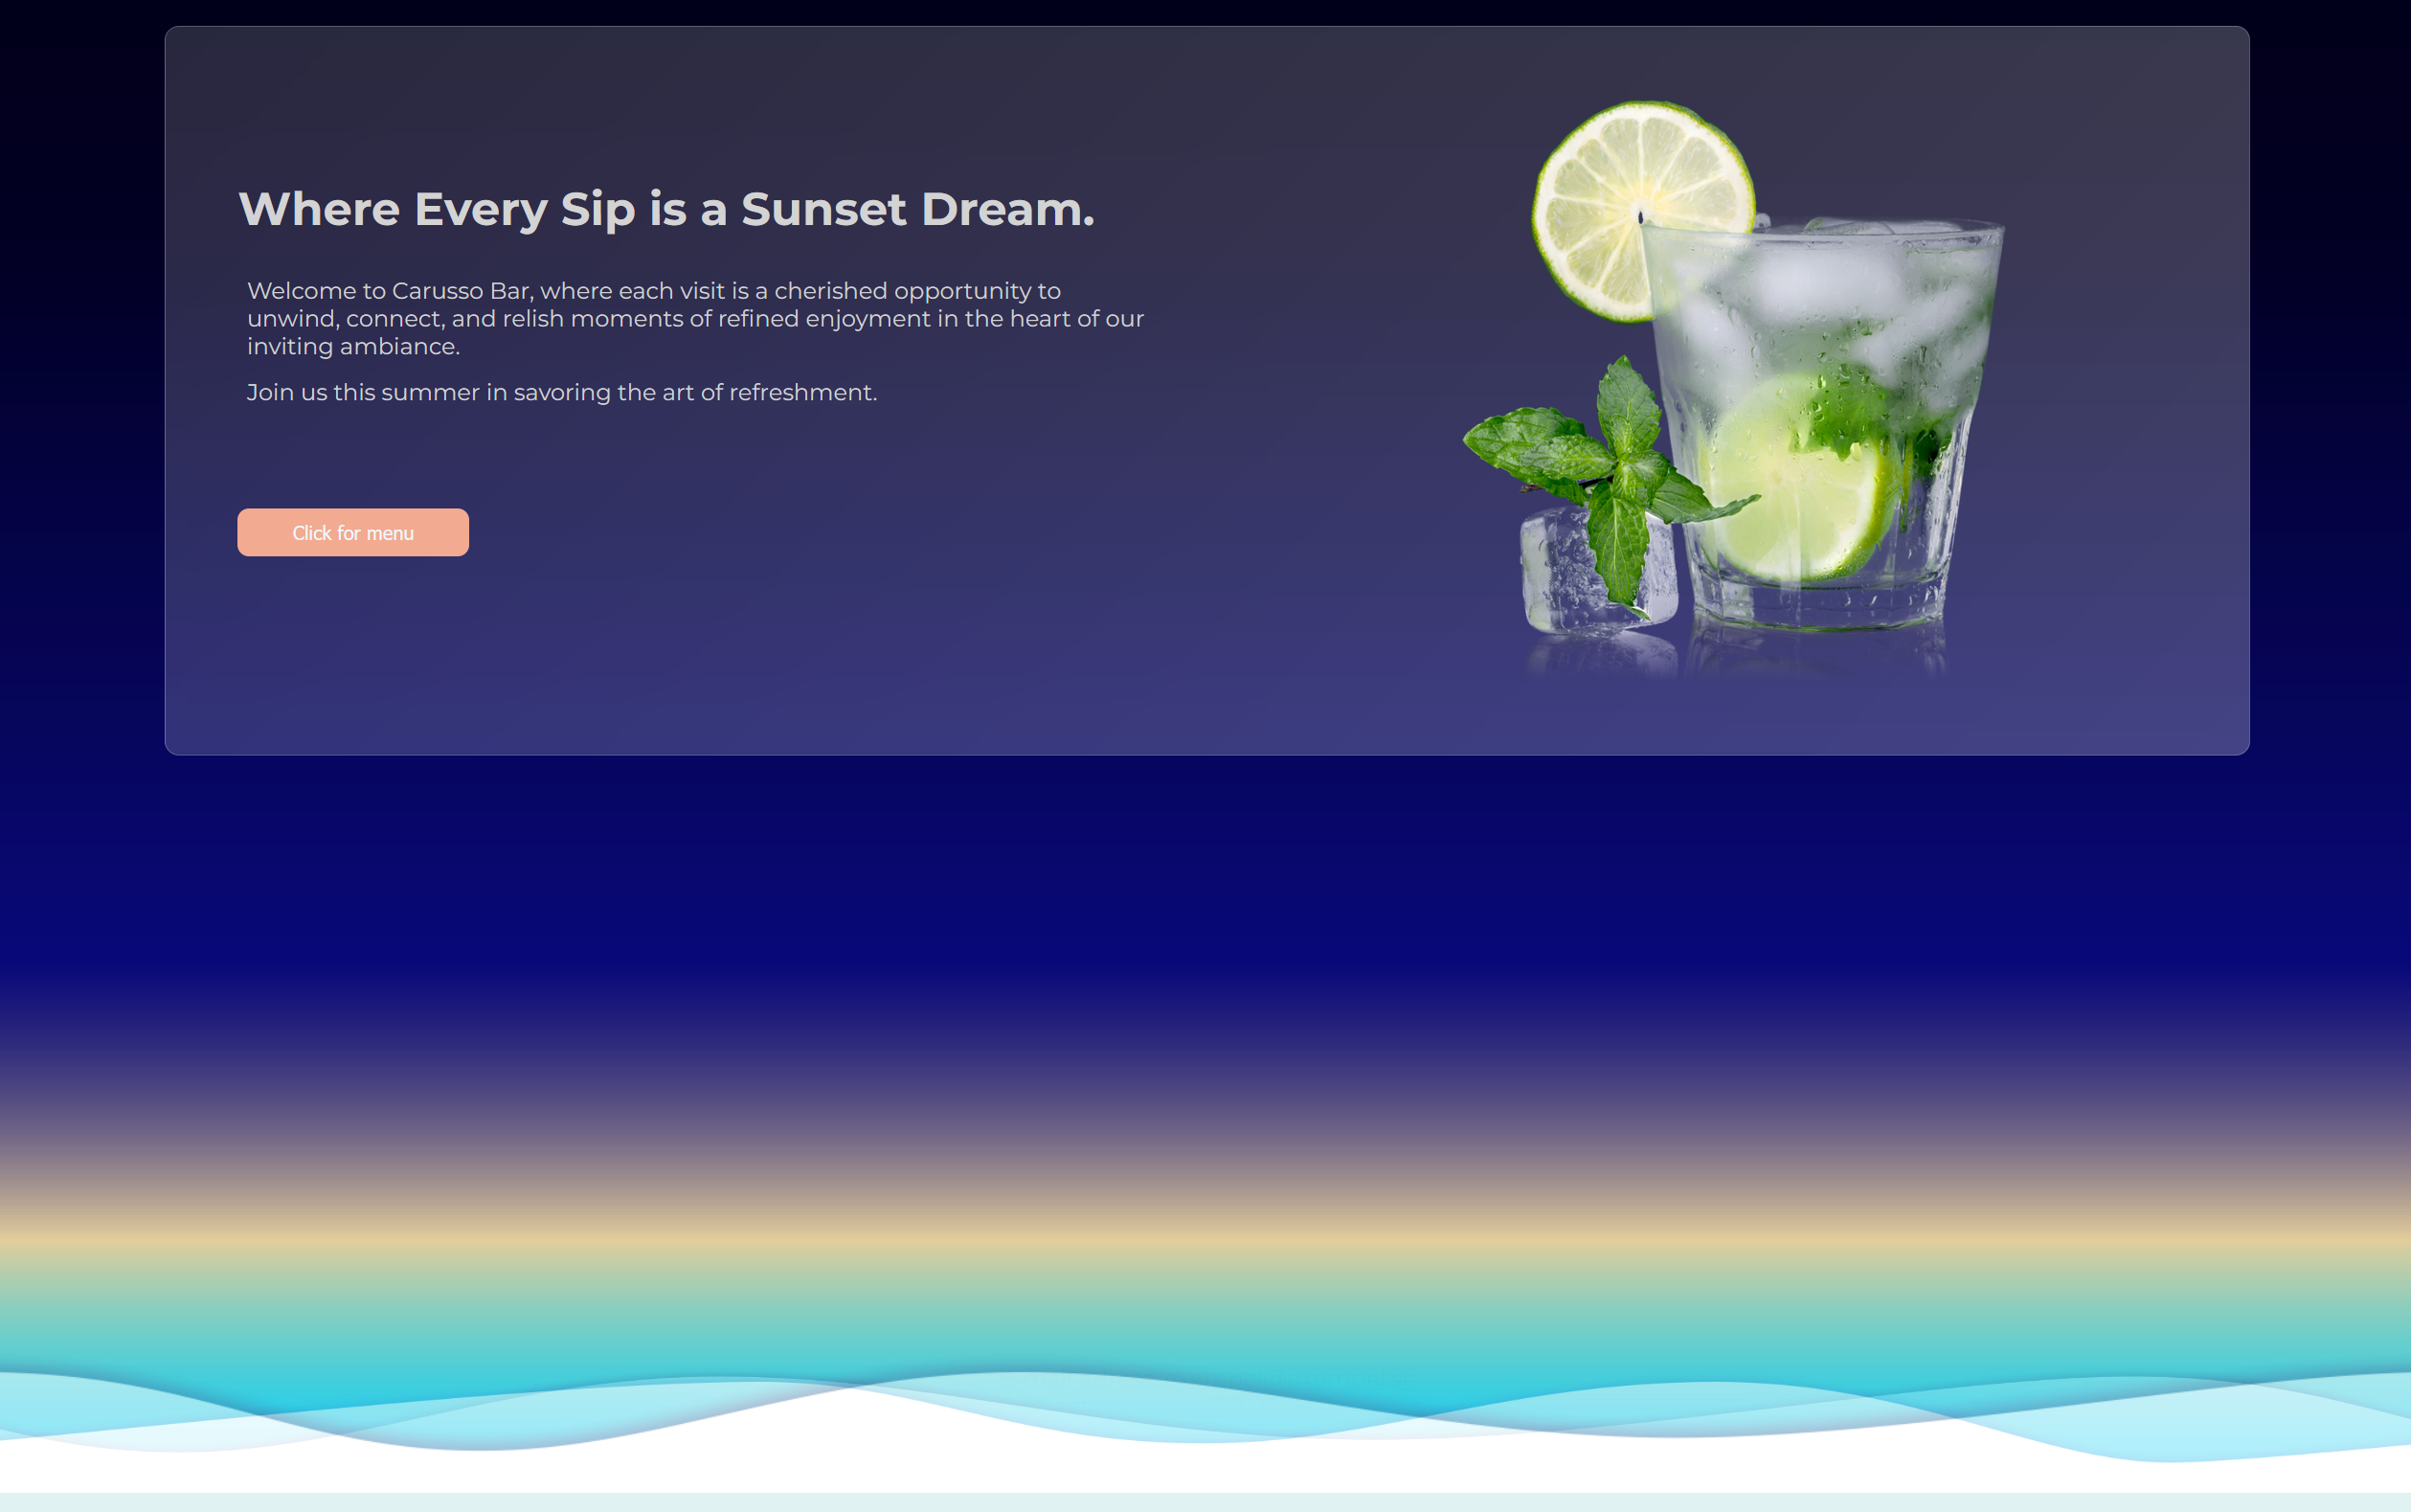 Where Every Sip is a Sunset Dream.
Welcome to Carusso Bar, where each visit is a cherished opportunity to
unwind, connect, and relish moments of refined enjoyment in the heart of our
inviting ambiance.
Join us this summer in savoring the art of refreshment.
Click for menu